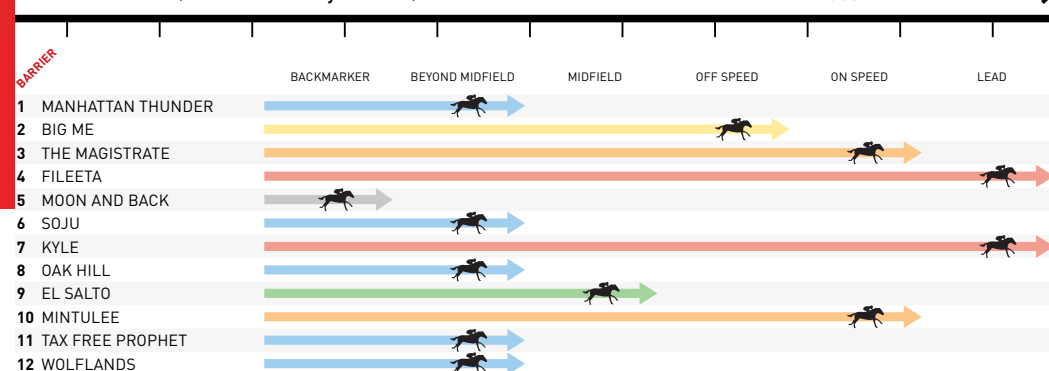 BARRIER
BACKMARKER BEYOND MIDFIELD MIDFIELD OFF SPEED ON SPEED LEAD
1 MANHATTAN THUNDER
2 BIG ME
3 THE MAGISTRATE
4 FILEETA
5 MOON AND BACK
6 SOJU
7 KYLE
8 OAK HILL
9 EL SALTO
10 MINTULEE
11 TAX FREE PROPHET
12 WOLFLANDS